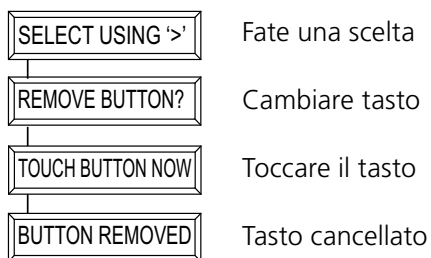 SELECT USING ‘>’ Fate una scelta
REMOVE BUTTON? Cambiare tasto
TOUCH BUTTON NOW Toccare il tasto
BUTTON REMOVED Tasto cancellato